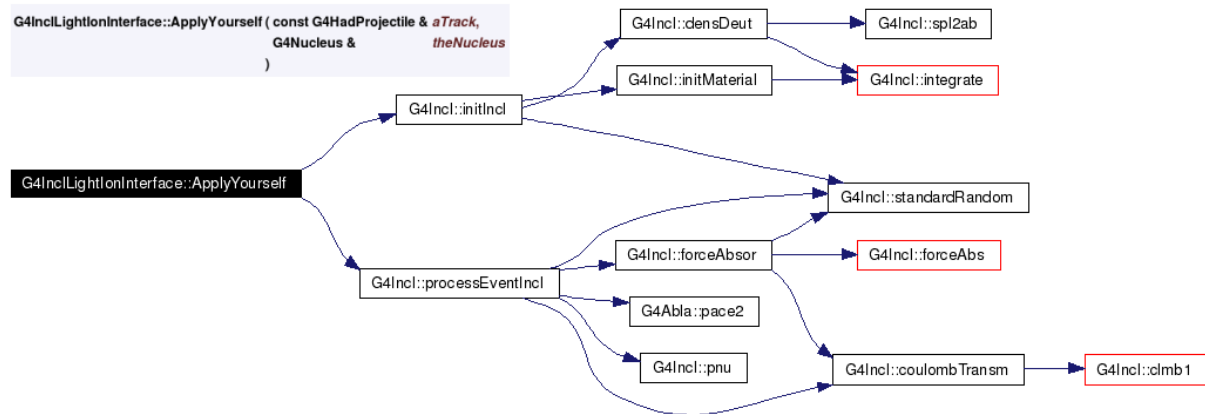 G4InclLightIonInterface::ApplyYourself ( const G4HadProjectile & aTrack,
G4Nucleus & theNucleus
)
G4Incl::densDeut
G4Incl::spl2ab
G4Incl::initMaterial
G4Incl::integrate
G4Incl::initIncl
G4InclLightIonInterface::ApplyYourself
G4Incl::standardRandom
G4Incl::forceAbsor
G4Incl::forceAbs
G4Incl::processEventIncl
G4Abla::pace2
G4Incl::pnu
G4Incl::coulombTransm
G4Incl::clmb1